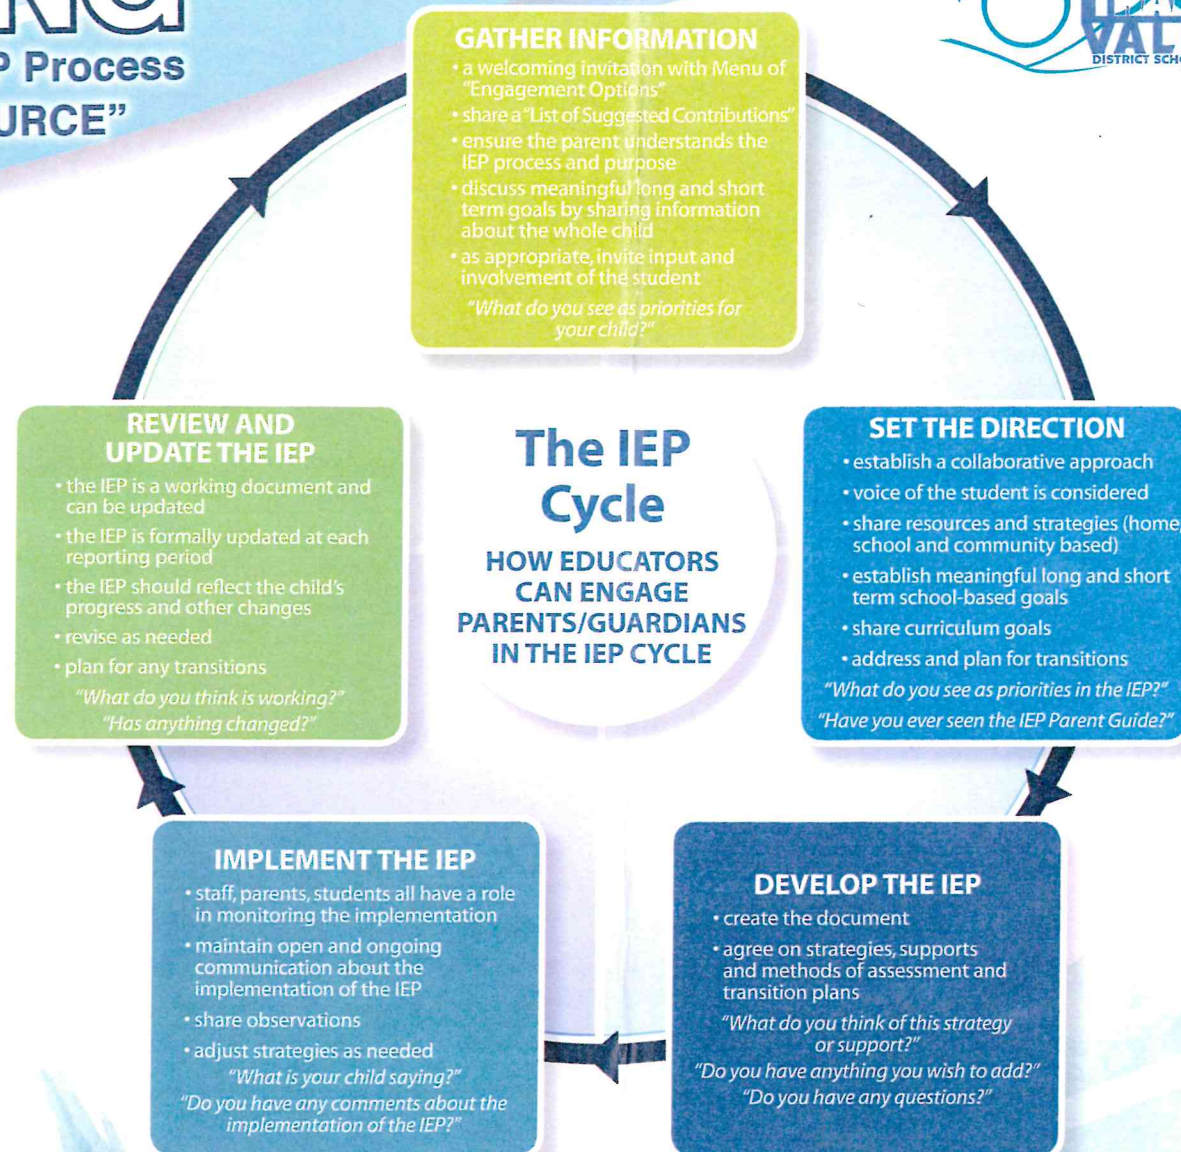 NG
P Process
URCE”
VAL
DISTRICT SCH
GATHER INFORMATION
• a welcoming invitation with Menu of
“Engagement Options”
• share a “List of Suggested Contributions”
• ensure the parent understands the
IEP process and purpose
• discuss meaningful long and short
term goals by sharing information
about the whole child
• as appropriate, invite input and
involvement of the student
“What do you see as priorities for
your child?”
SET THE DIRECTION
• establish a collaborative approach
• voice of the student is considered
• share resources and strategies (home,
school and community based)
• establish meaningful long and short
term school-based goals
• share curriculum goals
• address and plan for transitions
“What do you see as priorities in the IEP?”
“Have you ever seen the IEP Parent Guide?”
DEVELOP THE IEP
• create the document
• agree on strategies, supports
and methods of assessment and
transition plans
“What do you think of this strategy
or support?”
“Do you have anything you wish to add?”
“Do you have any questions?”
IMPLEMENT THE IEP
• staff, parents, students all have a role
in monitoring the implementation
• maintain open and ongoing
communication about the
implementation of the IEP
• share observations
• adjust strategies as needed
“What is your child saying?”
“Do you have any comments about the
implementation of the IEP?”
REVIEW AND
UPDATE THE IEP
• the IEP is a working document and
can be updated
• the IEP is formally updated at each
reporting period
• the IEP should reflect the child’s
progress and other changes
• revise as needed
• plan for any transitions
“What do you think is working?”
“Has anything changed?”
The IEP
Cycle
HOW EDUCATORS
CAN ENGAGE
PARENTS/GUARDIANS
IN THE IEP CYCLE